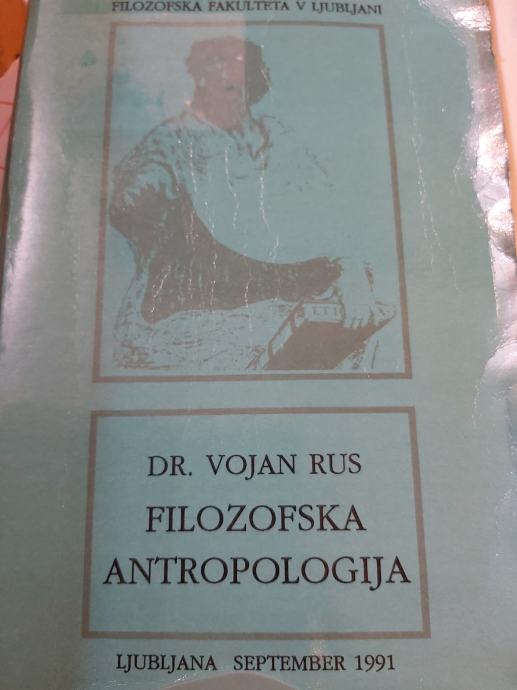 FILOZOFSKA FAKULTETA V LJUBLJANI
DR. VOJAN RUS
FILOZOFSKA
ANTROPOLOGIJA
LJUBLJANA SEPTEMBER 1991